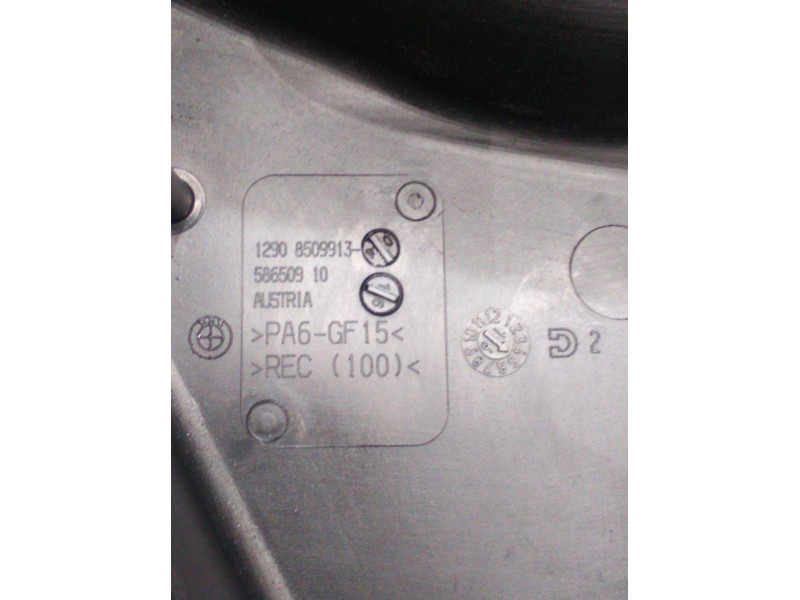 1290 8509913-
586509 10
AUSTRIA
>PA6-GF15<
>REC (100)<
2